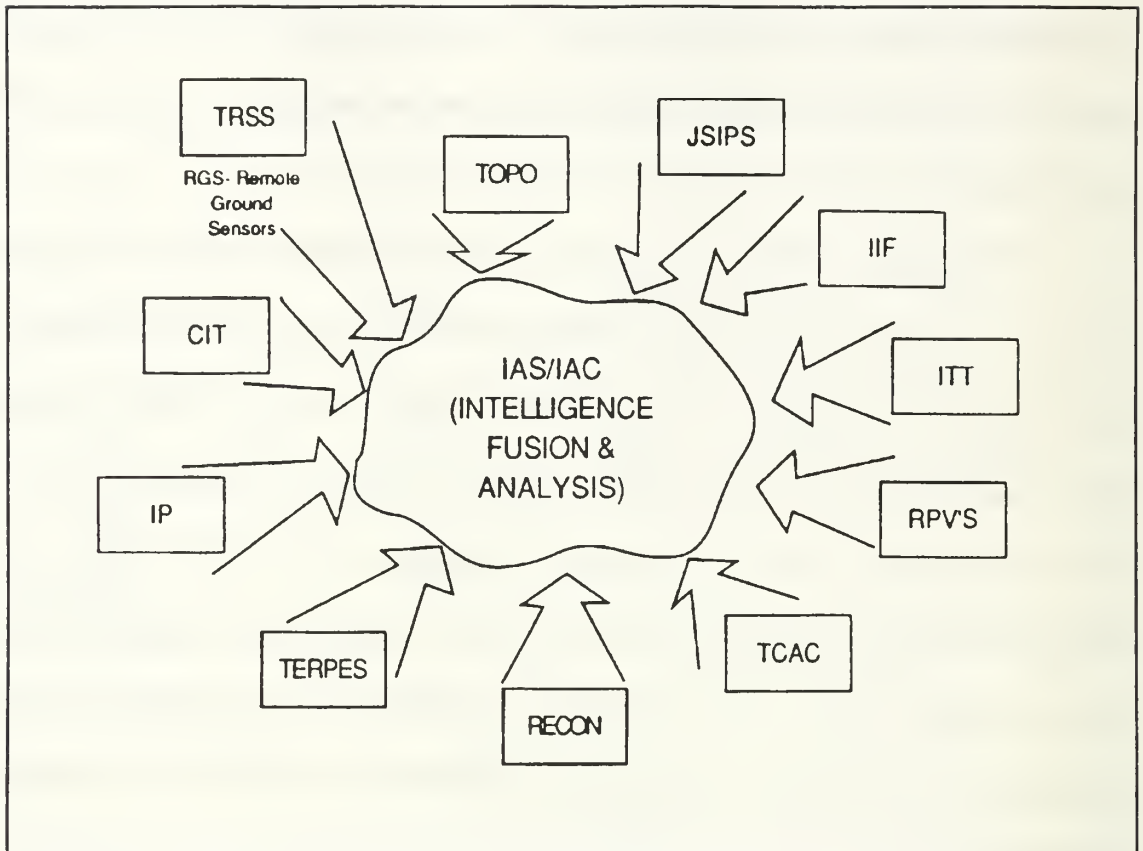 TRSS
RGS- Remote
Ground
Sensors
TOPO
JSIPS
IIF
CIT
ITT
IAS/IAC
(INTELLIGENCE
FUSION &
ANALYSIS)
IP
RPV'S
TERPES
RECON
TCAC